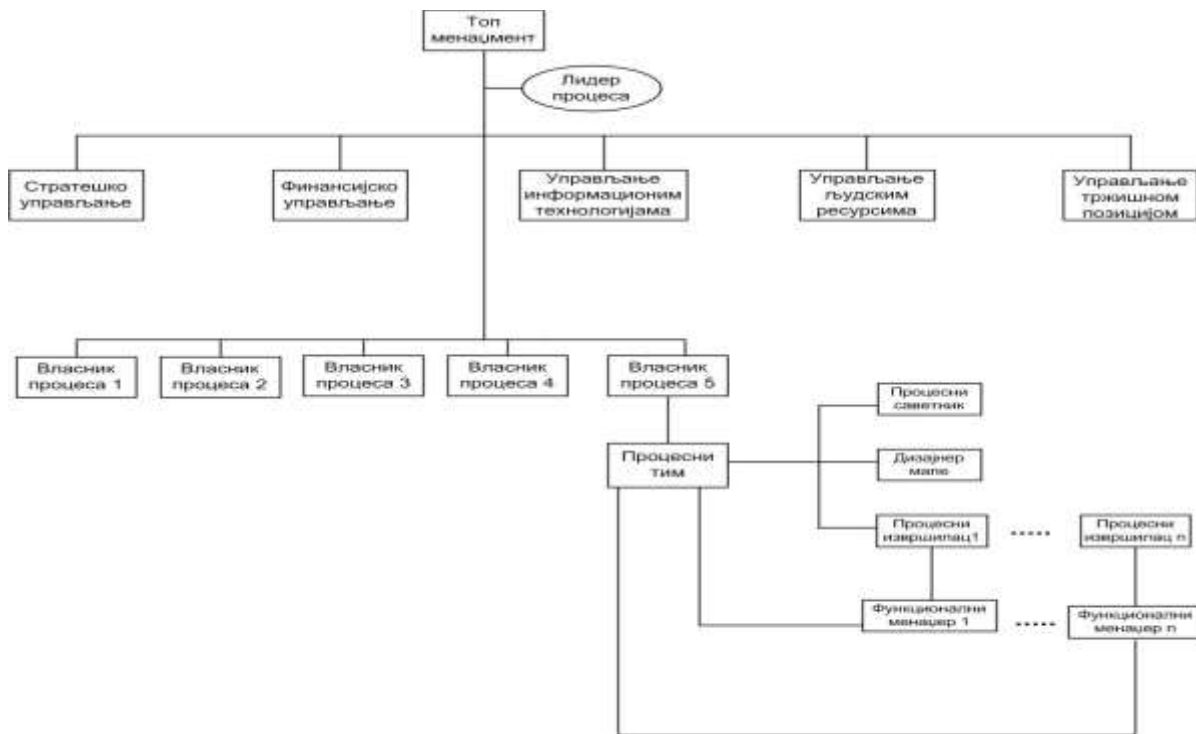 Топ
менаџмент
Лидер
процеса
Стратешко
управљање
Финансијско
управљање
Управљање
информационим
технологијама
Управљање
људским
ресурсима
Управљање
тржишном
позицијом
Власник
процеса 1
Власник
процеса 2
Власник
процеса 3
Власник
процеса 4
Власник
процеса 5
Процесни
саветник
Процесни
тим
Дизајнер
мапе
Процесни
извршилац1
Процесни
извршилац n
Функционални
менаџер 1
Функционални
менаџер n